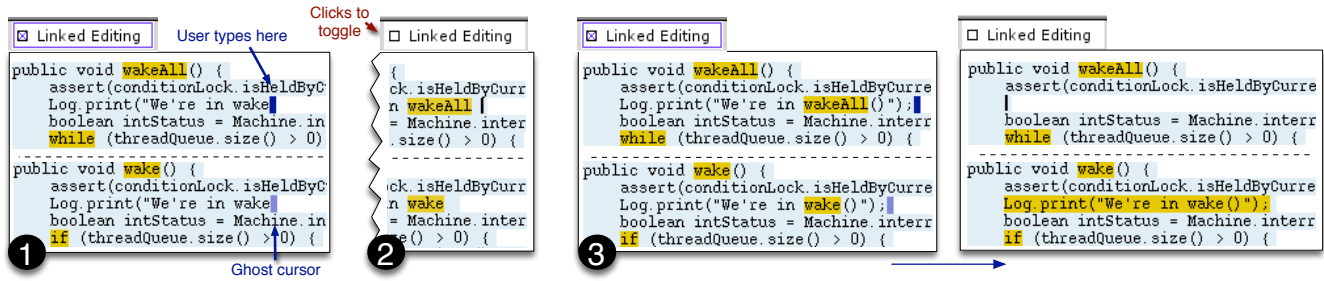 Linked Editing
User types here
public void wakeAll() {
assert(conditionLock.isHeldByC
Log.print("We're in wake
boolean intStatus = Machine.in
while (threadQueue.size() > 0)
public void wake() {
assert(conditionLock.isHeldByC
Log.print("We're in wake
boolean intStatus = Machine.in
if (threadQueue.size() > 0) {
1
Ghost cursor
Clicks to
toggle
Linked Editing
{
ck.isHeldByCurr
n wakeAll
= Machine.inter
.size() > 0) {
ck.isHeldByCurr
n wake
= Machine.inter
e() > 0) {
2
Linked Editing
public void wakeAll() {
assert(conditionLock.isHeldByCurre
Log.print("We're in wakeAll()");
boolean intStatus = Machine.interr
while (threadQueue.size() > 0) {
public void wake() {
assert(conditionLock.isHeldByCurre
Log.print("We're in wake()");
boolean intStatus = Machine.interr
if (threadQueue.size() > 0) {
3
Linked Editing
public void wakeAll() {
assert(conditionLock.isHeldByCurre
boolean intStatus = Machine.interr
while (threadQueue.size() > 0) {
public void wake() {
assert(conditionLock.isHeldByCurre
Log.print("We're in wake()");
boolean intStatus = Machine.interr
if (threadQueue.size() > 0) {